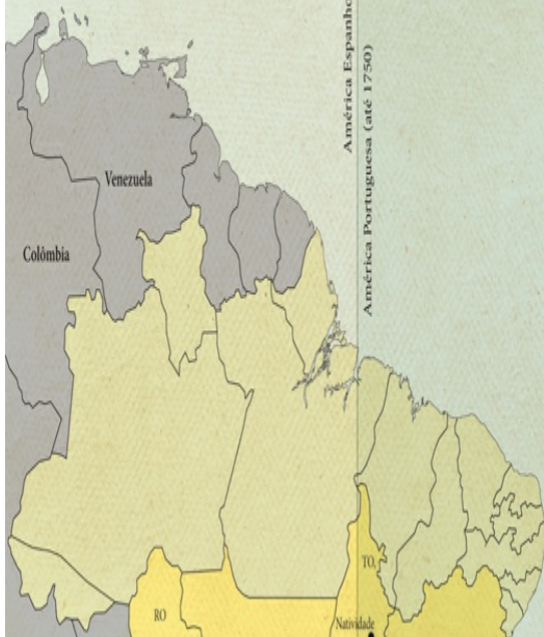 América Espanho
América Portuguesa (até 1750)
Venezuela
Colômbia
TO.
RO
Natividade